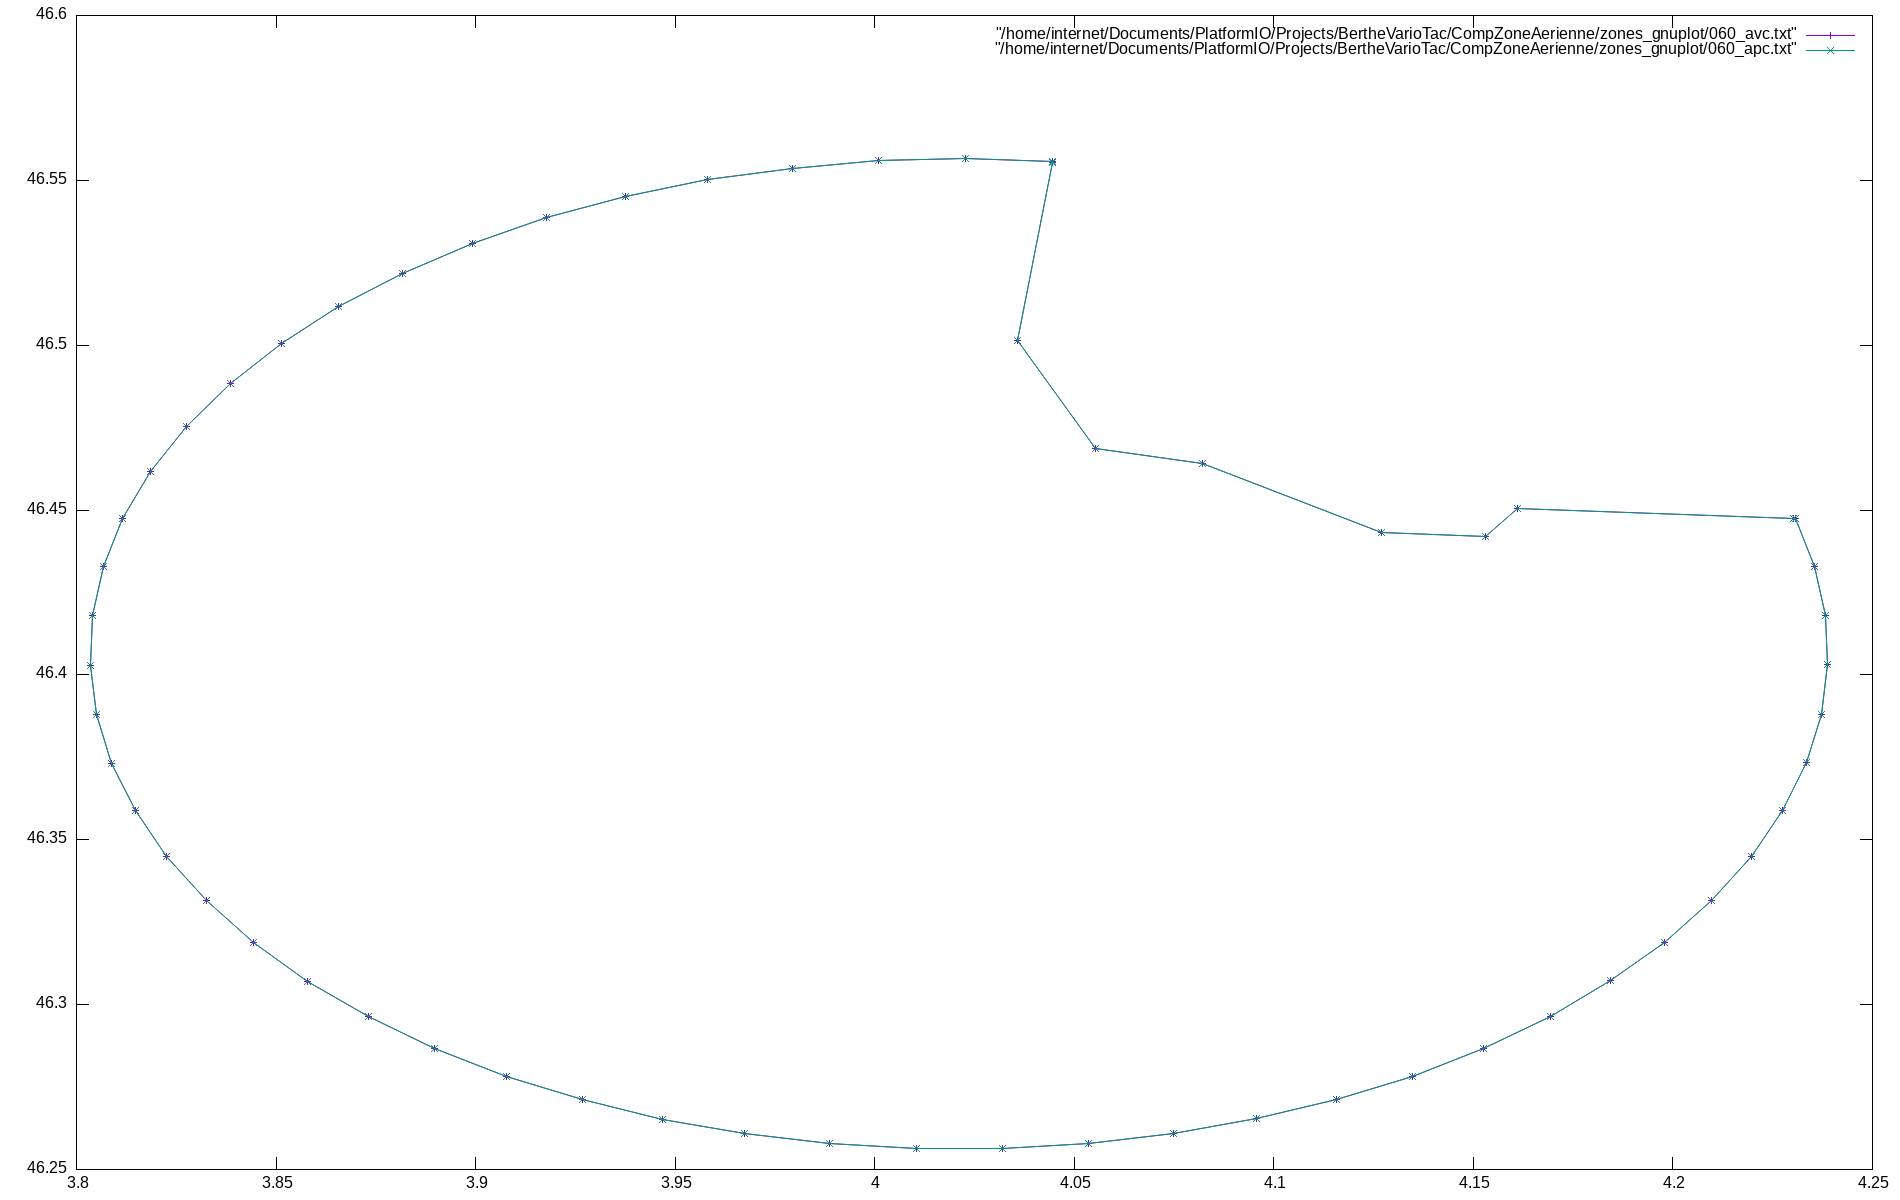 "/home/internet/Documents/PlatformIO/Projects/BertheVarioTac/CompZoneAerienne/zones_gnuplot/060_avc.txt"
"/home/internet/Documents/PlatformIO/Projects/BertheVarioTac/CompZoneAerienne/zones_gnuplot/060_apc.txt"
46.6
46.55
46.5
46.45
46.4
46.35
46.3
46.25
3.8 3.85 3.9 3.95 4 4.05 4.1 4.15 4.2 4.25